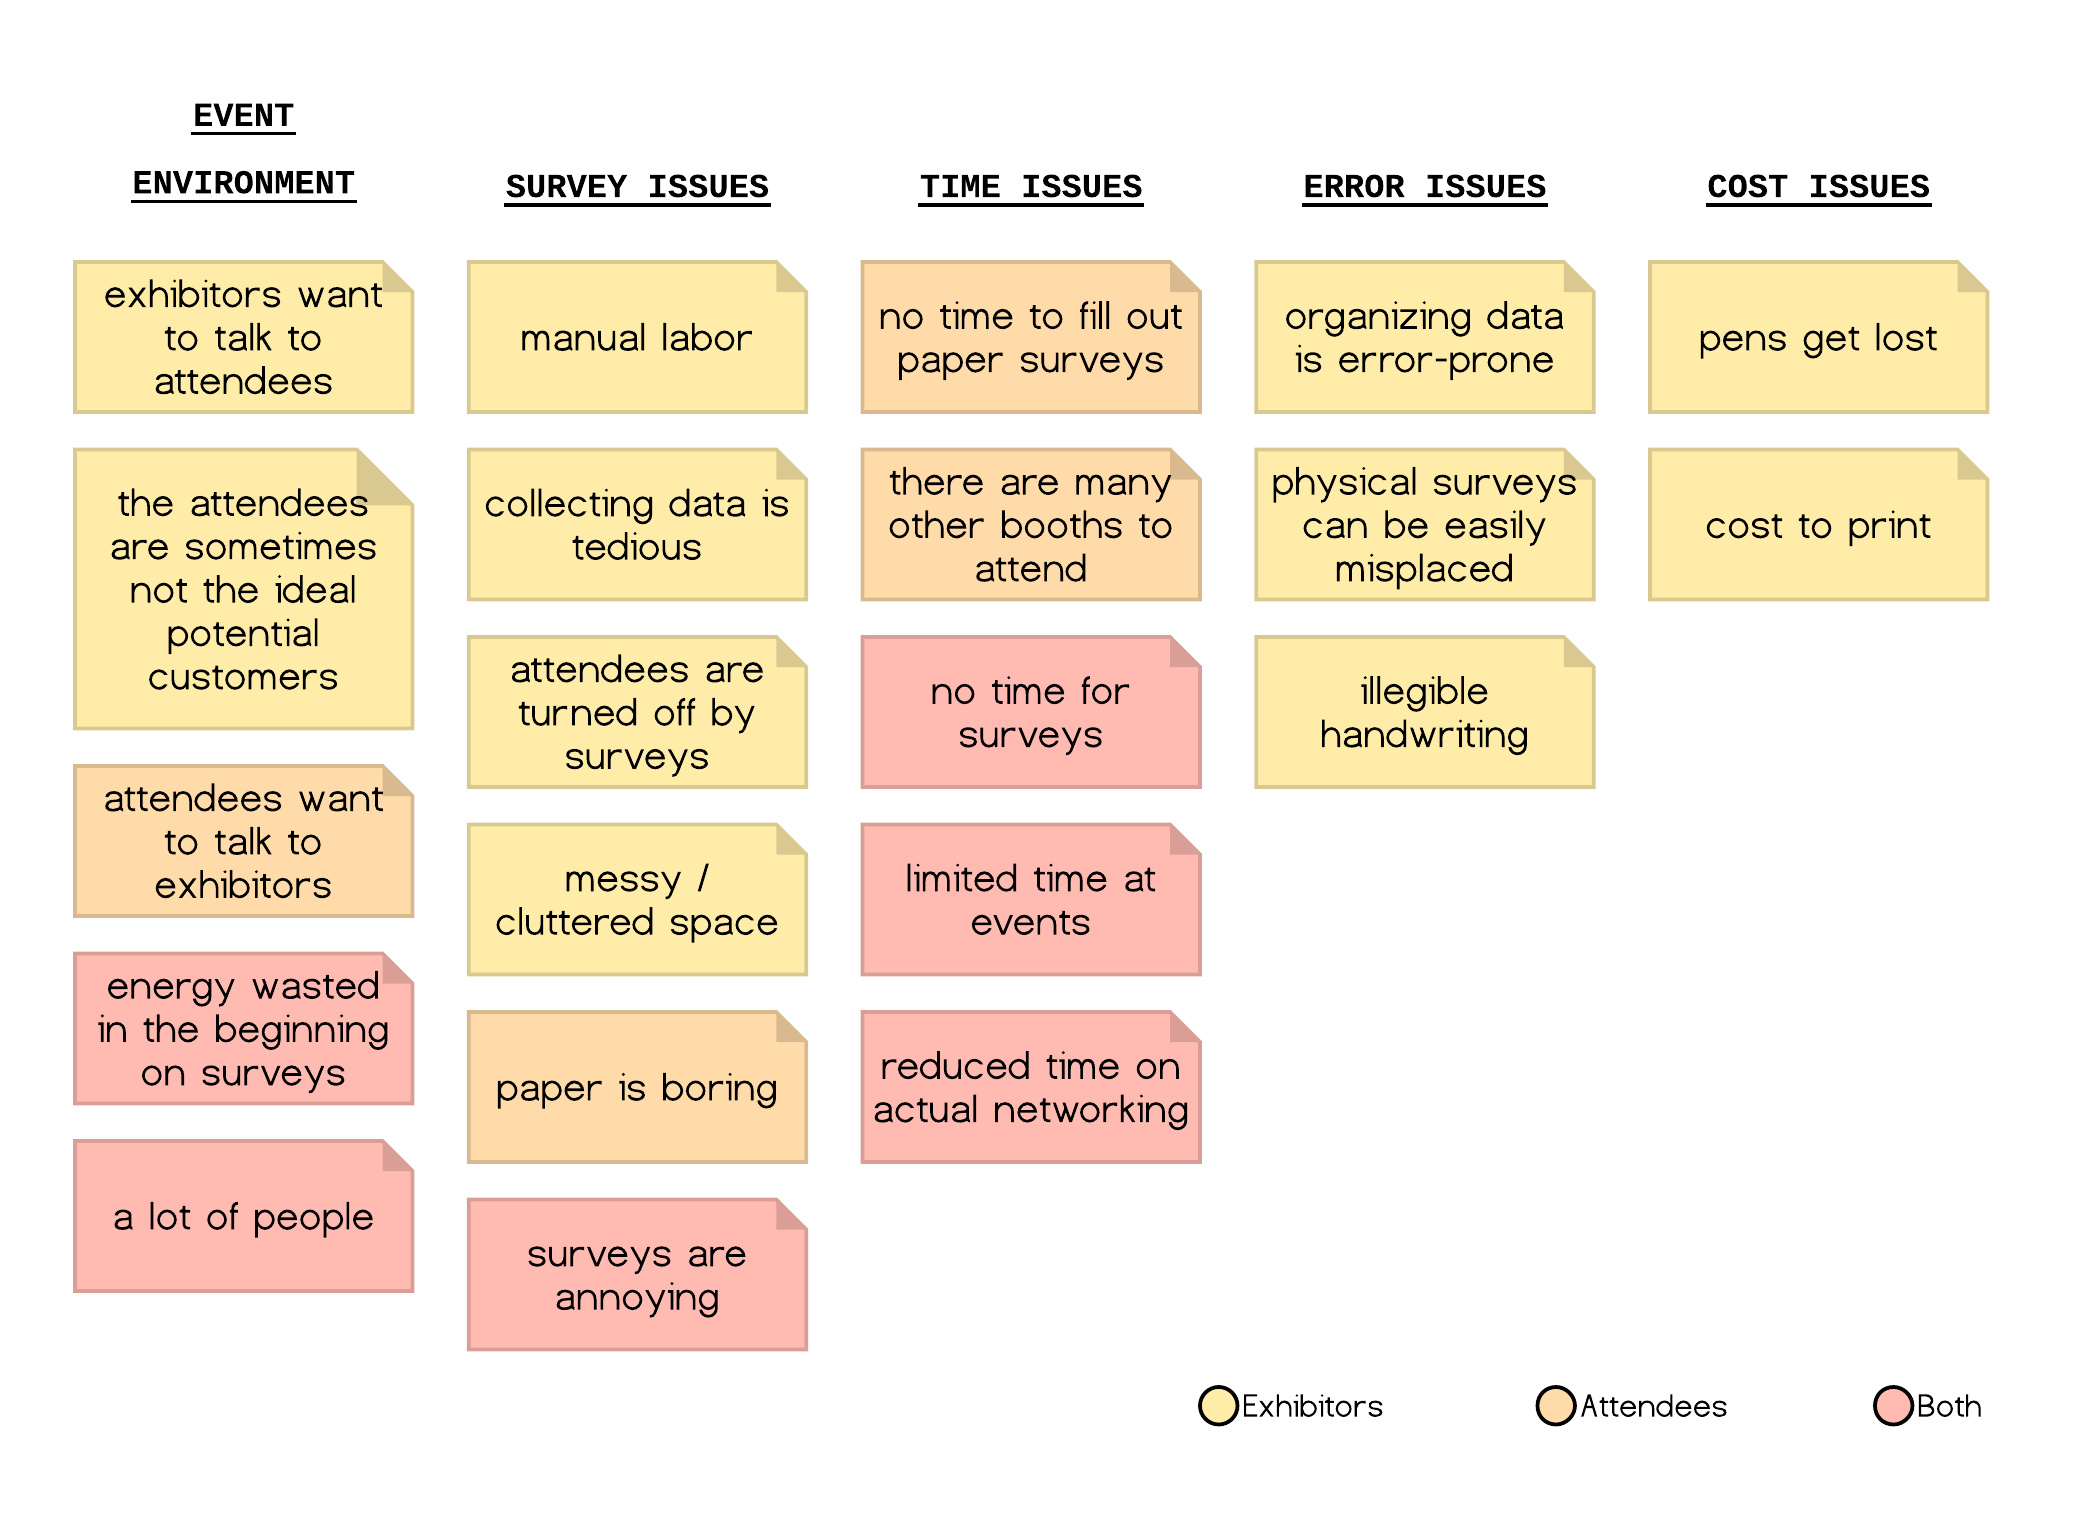 EVENT
ENVIRONMENT
exhibitors want
to talk to
attendees
the attendees
are sometimes
not the ideal
potential
customers
attendees want
to talk to
exhibitors
energy wasted
in the beginning
on surveys
a lot of people
SURVEY ISSUES
manual labor
collecting data is
tedious
attendees are
turned off by
surveys
messy /
cluttered space
paper is boring
surveys are
annoying
TIME ISSUES
no time to fill out
paper surveys
there are many
other booths to
attend
no time for
surveys
limited time at
events
reduced time on
actual networking
ERROR ISSUES
organizing data
is error-prone
physical surveys
can be easily
misplaced
illegible
handwriting
COST ISSUES
pens get lost
cost to print
Exhibitors
Attendees
Both